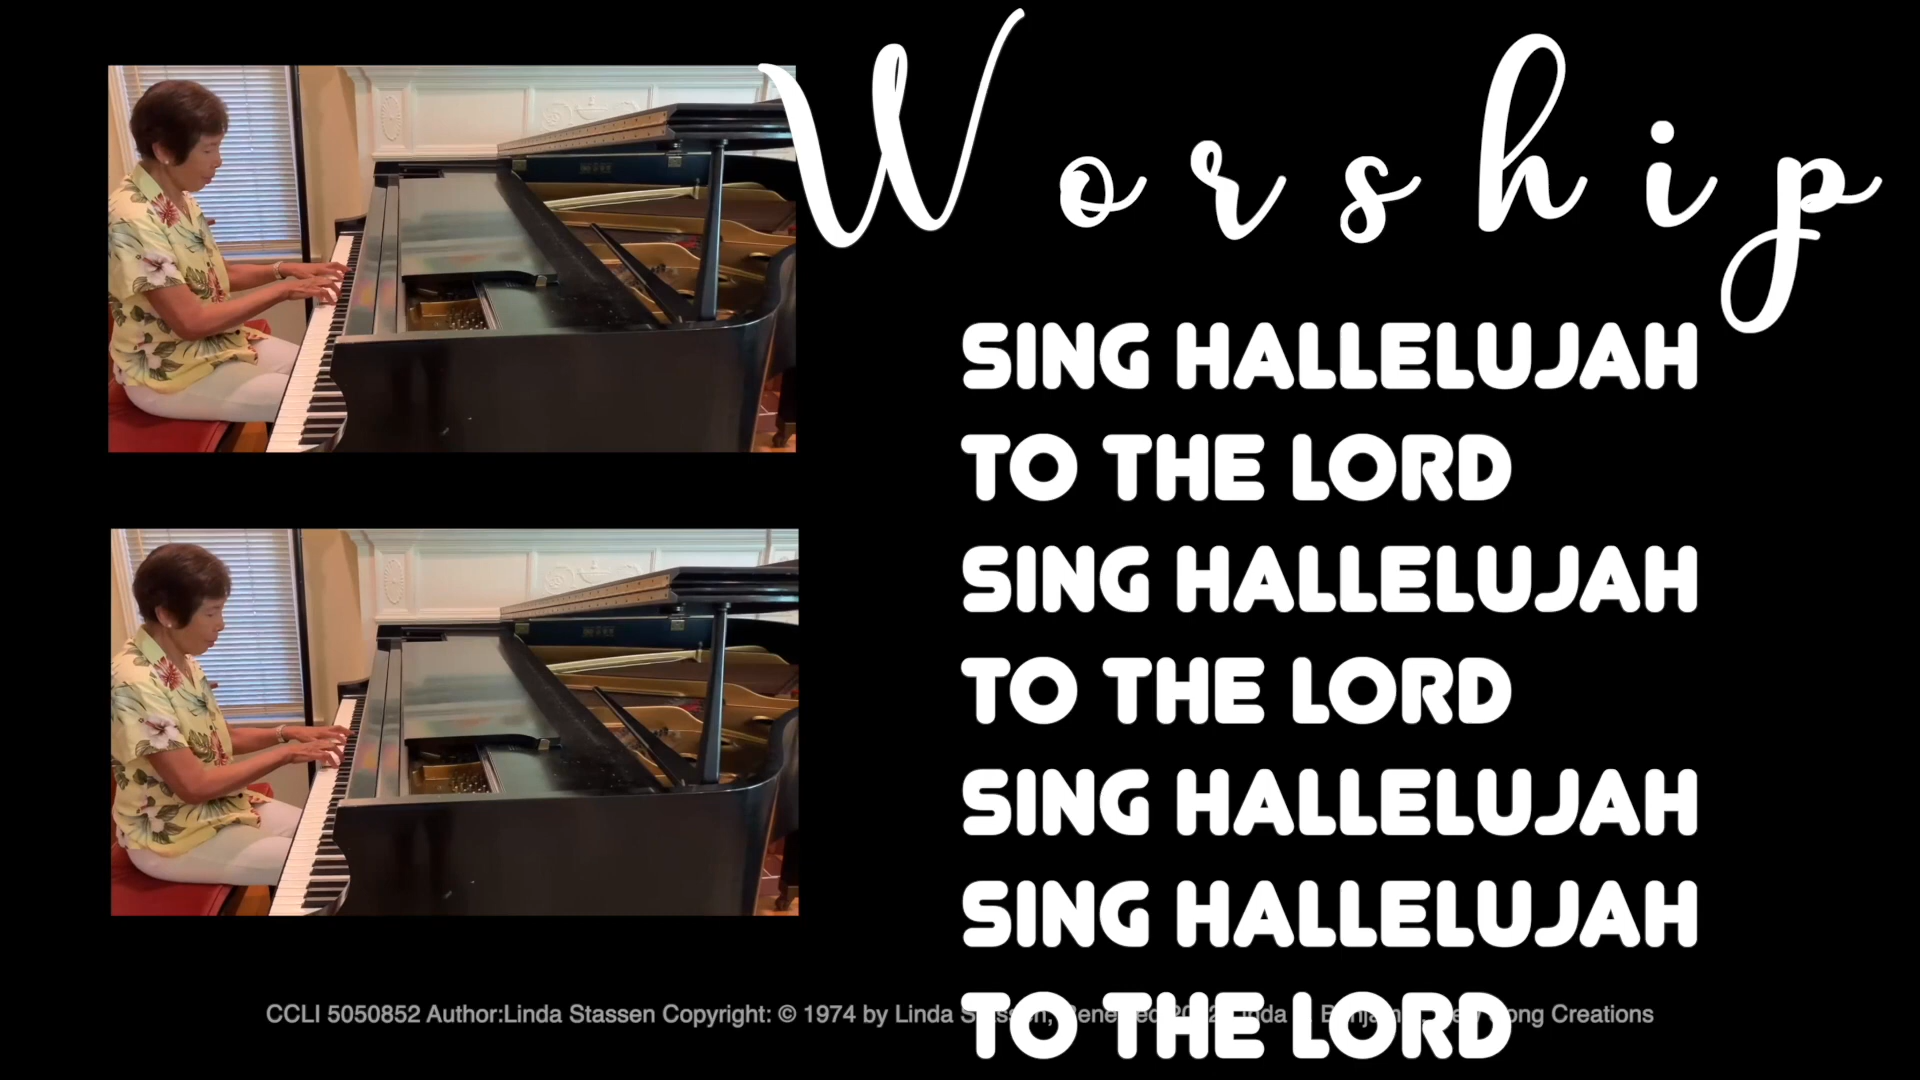 Worship
SING HALLELUJAH
TO THE LORD
SING HALLELUJAH
TO THE LORD
SING HALLELUJAH
SING HALLELUJAH
TO THE LORD
CCLI 5050852 Author:Linda Stassen Copyright: © 1974 by Linda Song Creations